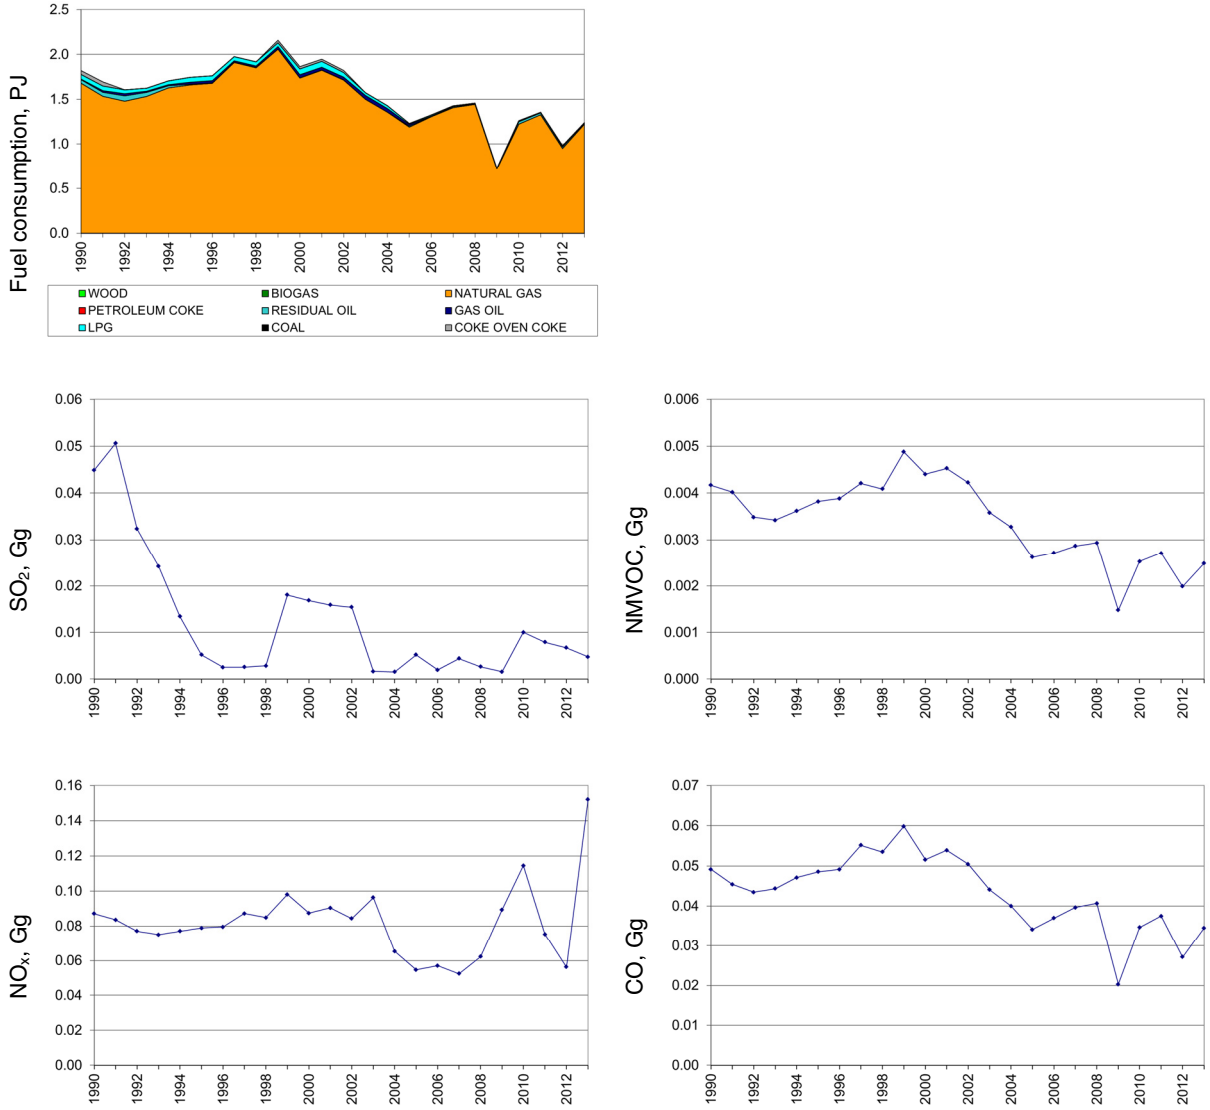 Fuel consumption, PJ
2.5
2.0
1.5
1.0
0.5
0.0
1990 1992 1994 1996 1998 2000 2002 2004 2006 2008 2010 2012
WOOD BIOGAS NATURAL GAS
PETROLEUM COKE RESIDUAL OIL GAS OIL
LPG COAL COKE OVEN COKE
SO2, Gg
0.06
0.05
0.04
0.03
0.02
0.01
0.00
1990 1992 1994 1996 1998 2000 2002 2004 2006 2008 2010 2012
NMVOC, Gg
0.006
0.005
0.004
0.003
0.002
0.001
0.000
1990 1992 1994 1996 1998 2000 2002 2004 2006 2008 2010 2012
NOx, Gg
0.16
0.14
0.12
0.10
0.08
0.06
0.04
0.02
0.00
1990 1992 1994 1996 1998 2000 2002 2004 2006 2008 2010 2012
CO, Gg
0.07
0.06
0.05
0.04
0.03
0.02
0.01
0.00
1990 1992 1994 1996 1998 2000 2002 2004 2006 2008 2010 2012